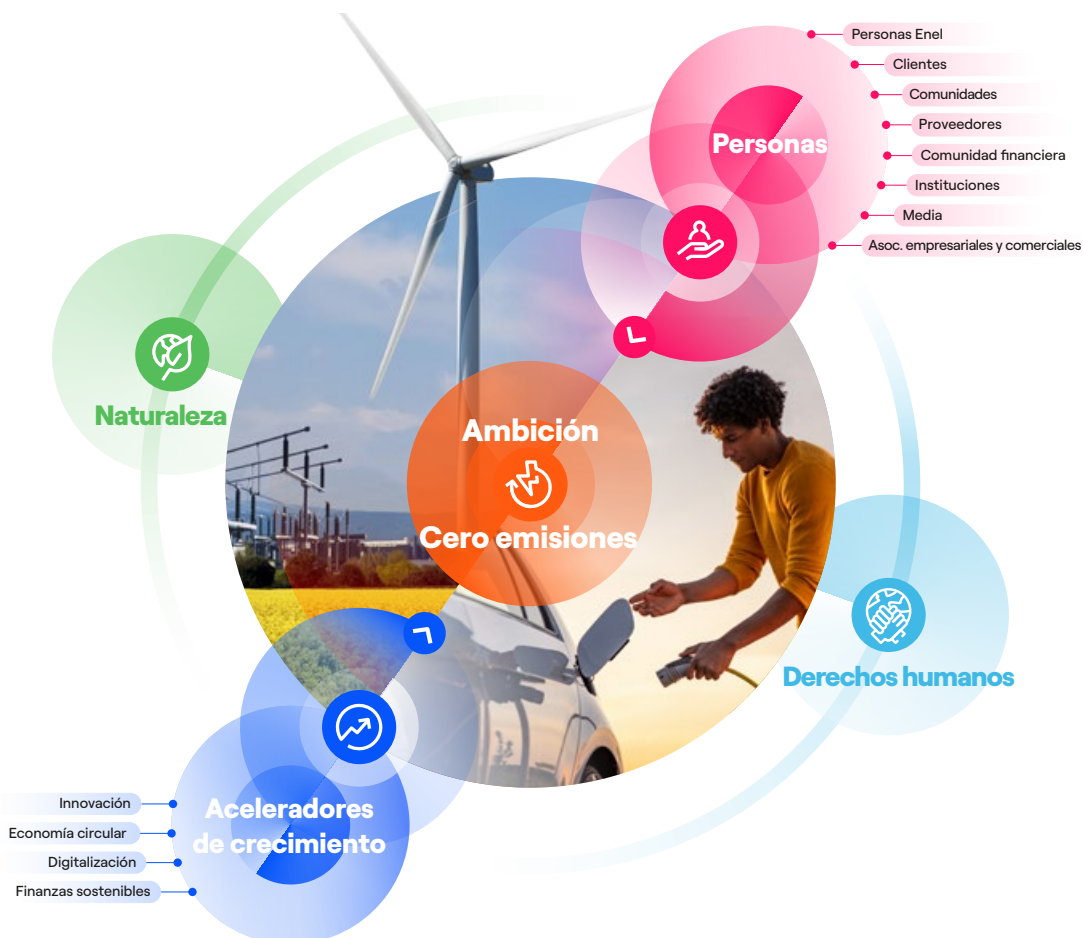 Personas Enel
Clientes
Comunidades
Personas
Proveedores
Comunidad financiera
Instituciones
Media
Asoc. empresariales y comerciales
Naturaleza
Ambición
Cero emisiones
Derechos humanos
Innovación
Economía circular
Digitalización
Finanzas sostenibles
Aceleradores
de crecimiento